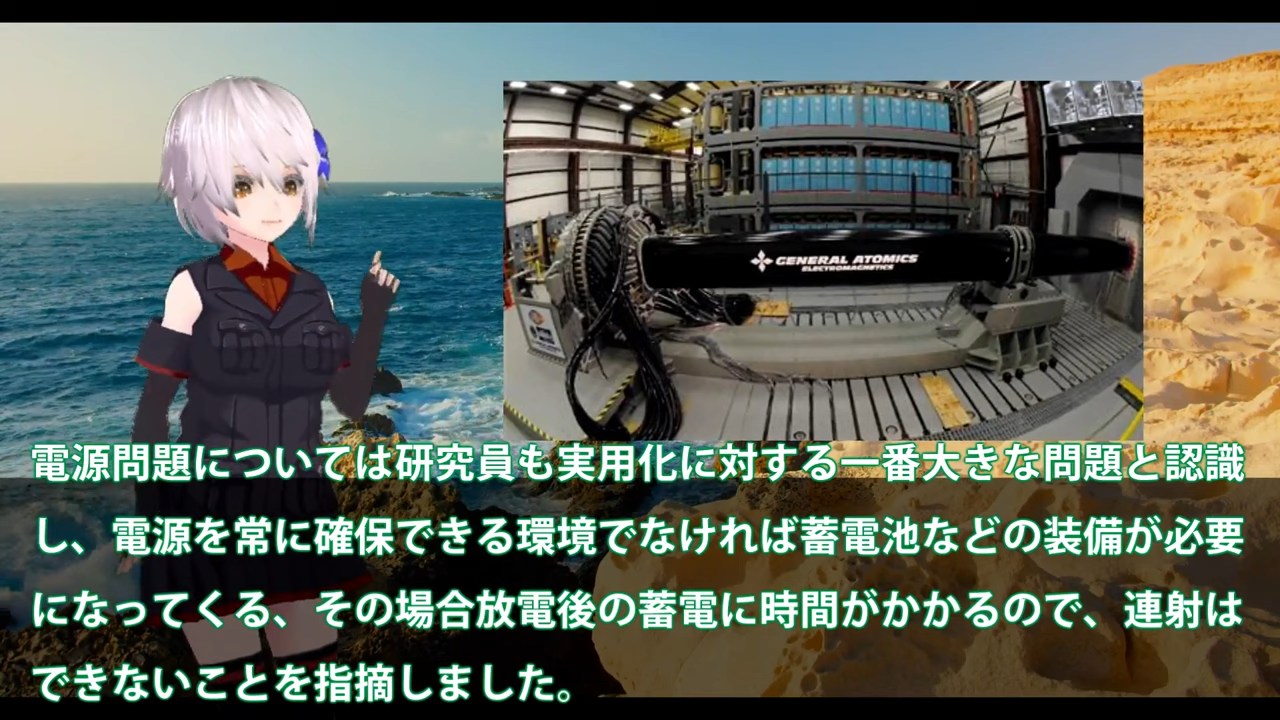 GENERAL ATOMICS
ELECTROMAGNETICS
電源問題については研究員も実用化に対する一番大きな問題と認識
し、電源を常に確保できる環境でなければ蓄電池などの装備が必要
になってくる、その場合放電後の蓄電に時間がかかるので、連射は
できないことを指摘しました。